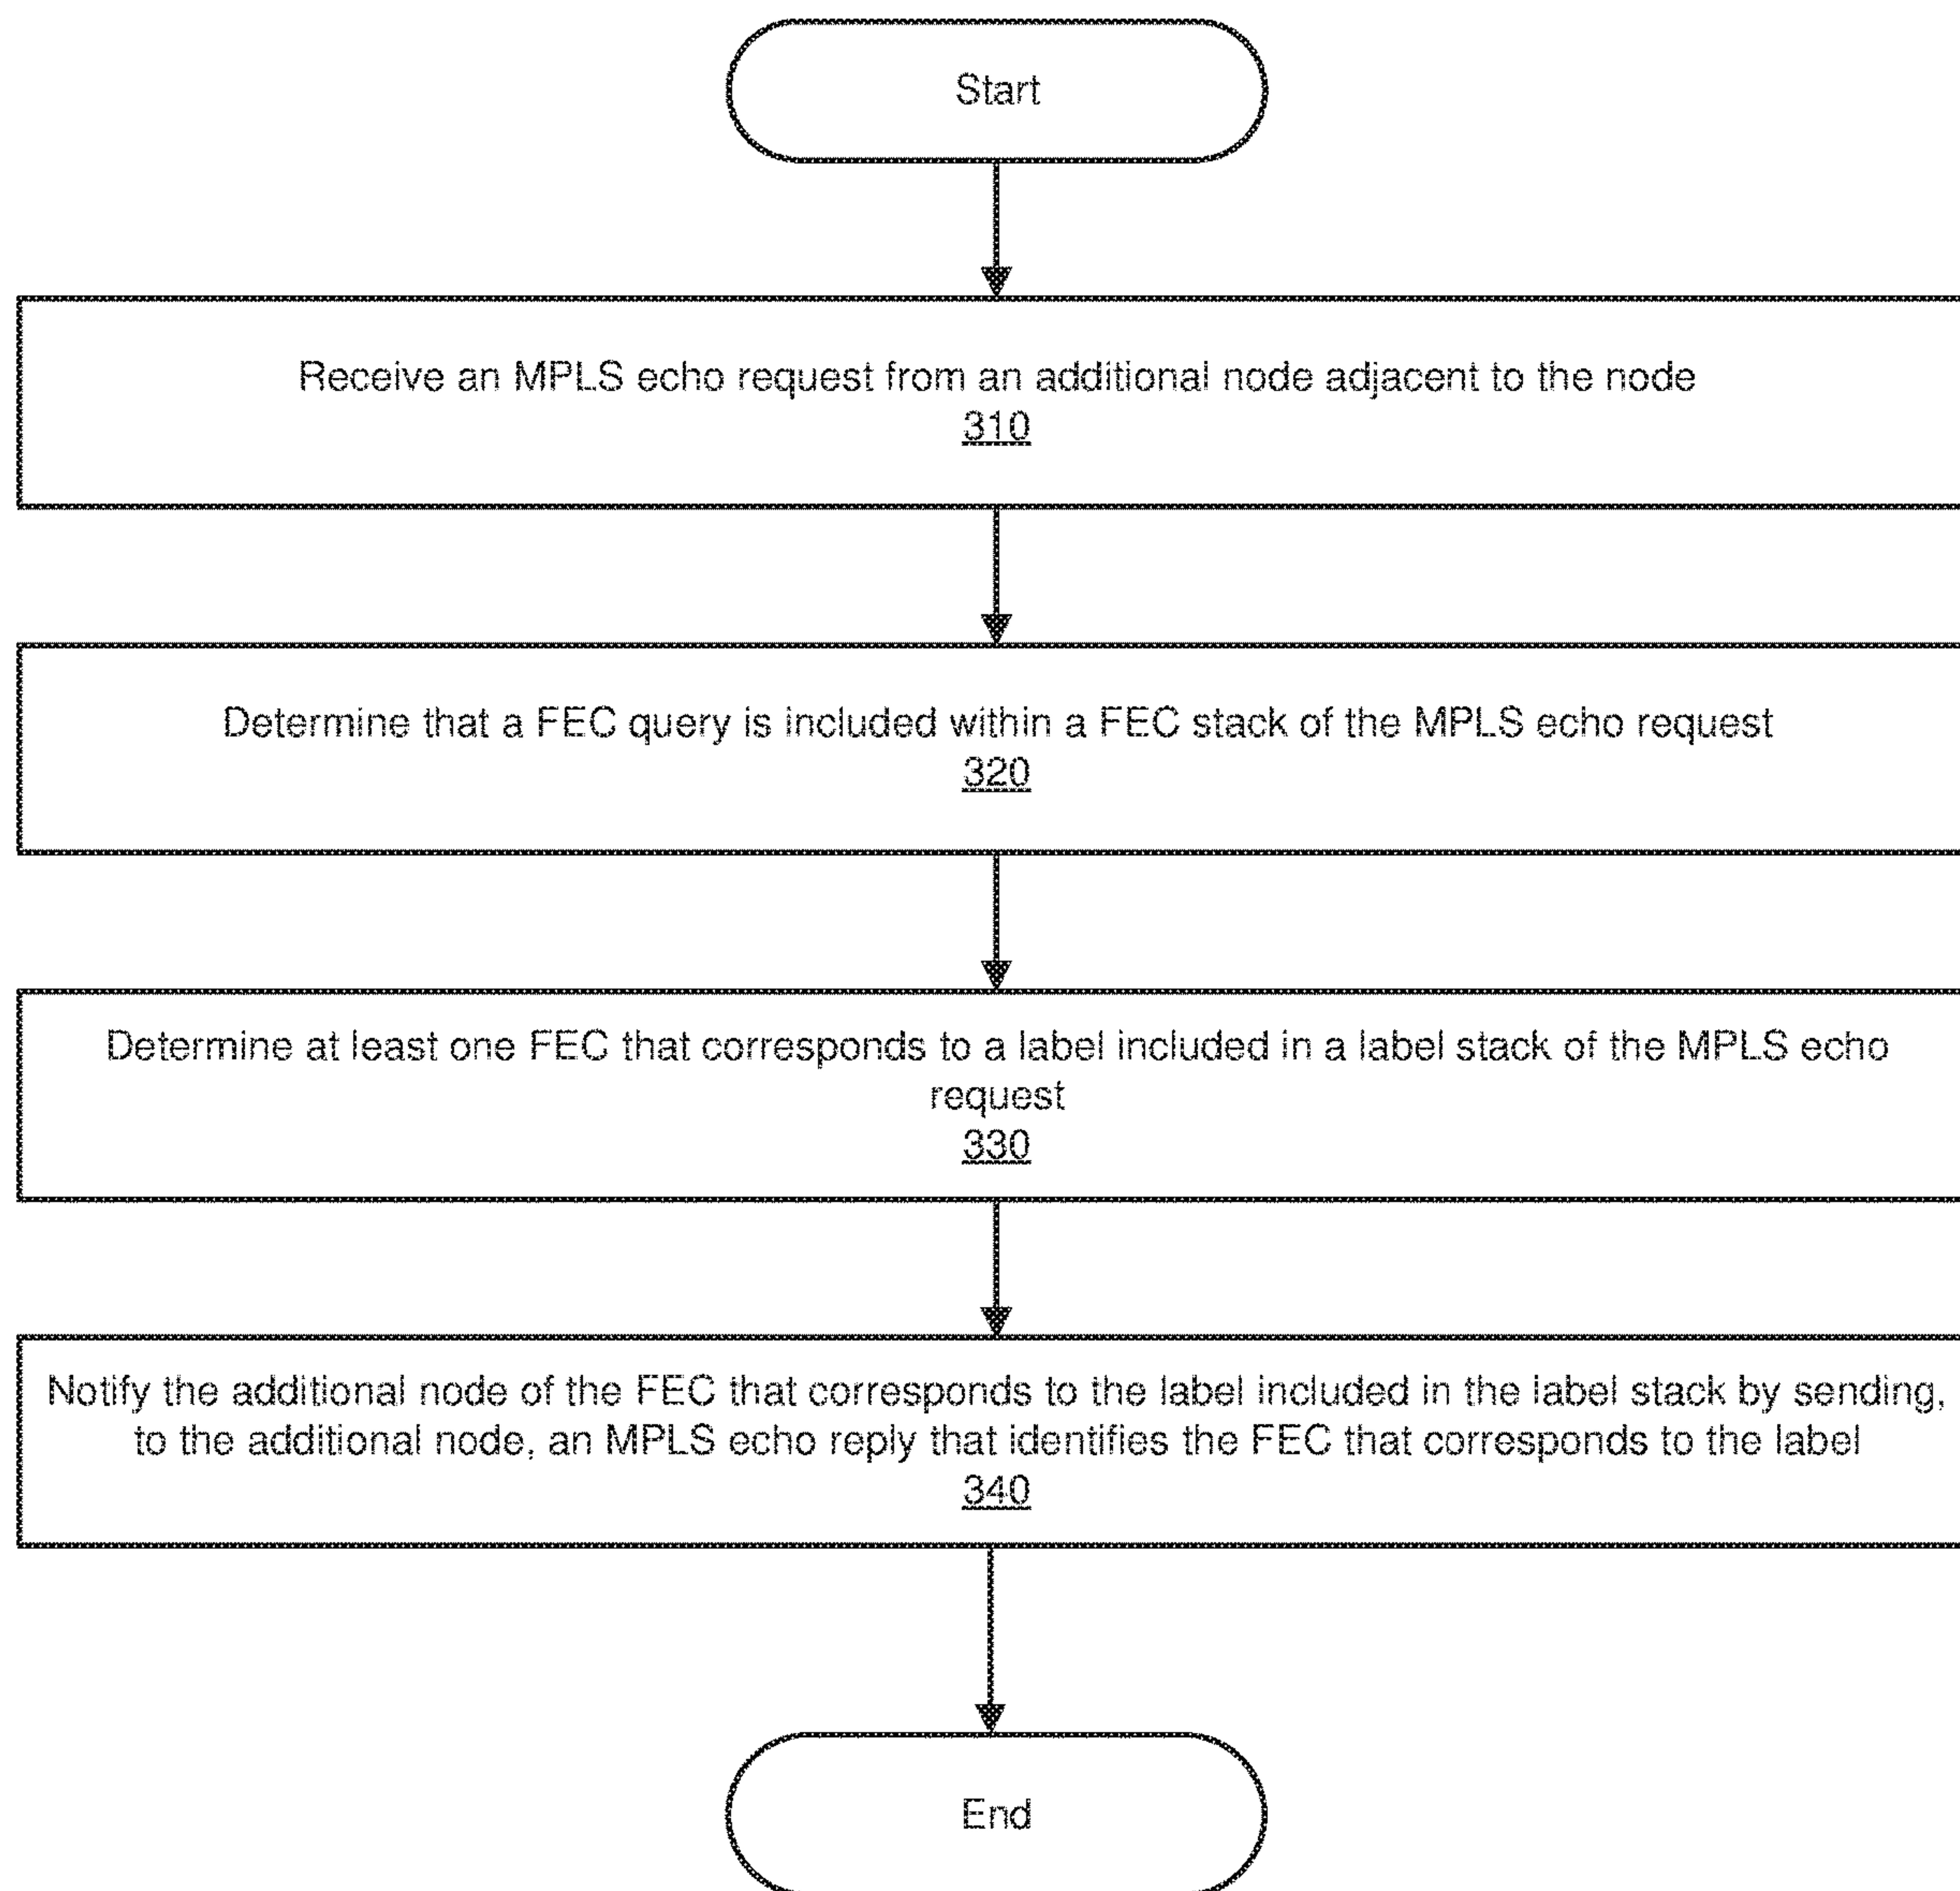 Start
Receive an MPLS echo request from an additional node adjacent to the node
310
Determine that a FEC query is included within a FEC stack of the MPLS echo request
320
Determine at least one FEC that corresponds to a label included in a label stack of the MPLS echo
request
330
Notify the additional node of the FEC that corresponds to the label included in the label stack by sending,
to the additional node, an MPLS echo reply that identifies the FEC that corresponds to the label
340
End